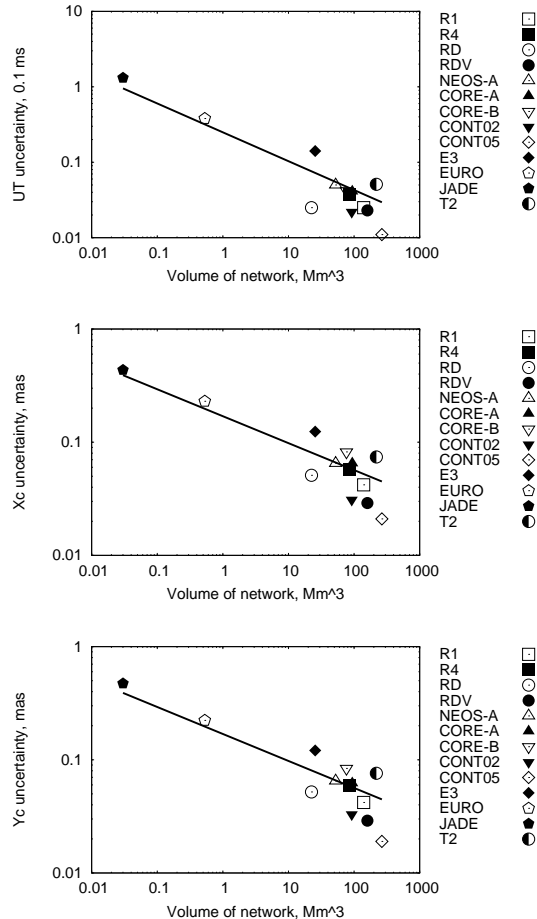 10
1
0.1
0.01
UT uncertainty, 0.1 ms
0.01 0.1 1 10 100 1000
Volume of network, Mm^3
R1
R4
RD
RDV
NEOS-A
CORE-A
CORE-B
CONT02
CONT05
E3
EURO
JADE
T2
1
0.1
0.01
Xc uncertainty, mas
0.01 0.1 1 10 100 1000
Volume of network, Mm^3
R1
R4
RD
RDV
NEOS-A
CORE-A
CORE-B
CONT02
CONT05
E3
EURO
JADE
T2
1
0.1
0.01
Yc uncertainty, mas
0.01 0.1 1 10 100 1000
Volume of network, Mm^3
R1
R4
RD
RDV
NEOS-A
CORE-A
CORE-B
CONT02
CONT05
E3
EURO
JADE
T2